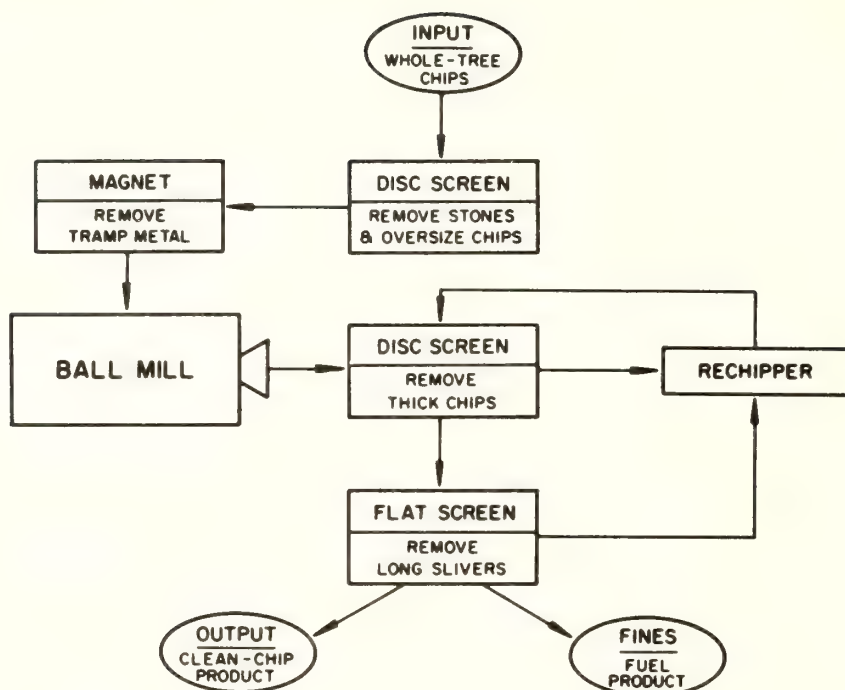 INPUT
WHOLE-TREE
CHIPS
MAGNET
REMOVE
TRAMP METAL
DISC SCREEN
REMOVE STONES
& OVERSIZE CHIPS
BALL MILL
DISC SCREEN
REMOVE
THICK CHIPS
RECHIPPER
FLAT SCREEN
REMOVE
LONG SLIVERS
OUTPUT
CLEAN-CHIP
PRODUCT
FINES
FUEL
PRODUCT